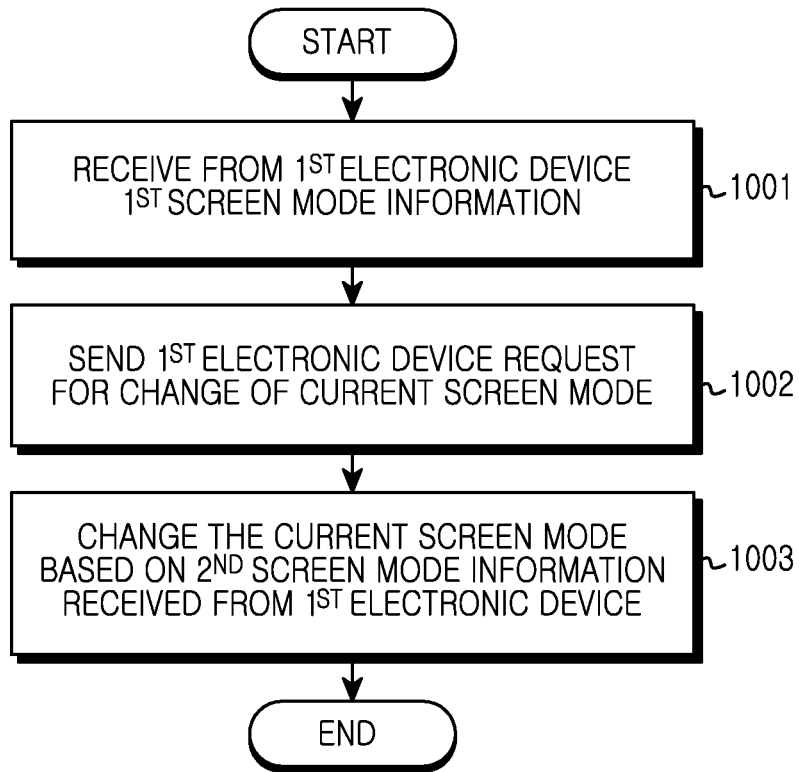 START
RECEIVE FROM 1ST ELECTRONIC DEVICE
1ST SCREEN MODE INFORMATION
1001
SEND 1ST ELECTRONIC DEVICE REQUEST
FOR CHANGE OF CURRENT SCREEN MODE
1002
CHANGE THE CURRENT SCREEN MODE
BASED ON 2ND SCREEN MODE INFORMATION
RECEIVED FROM 1ST ELECTRONIC DEVICE
1003
END